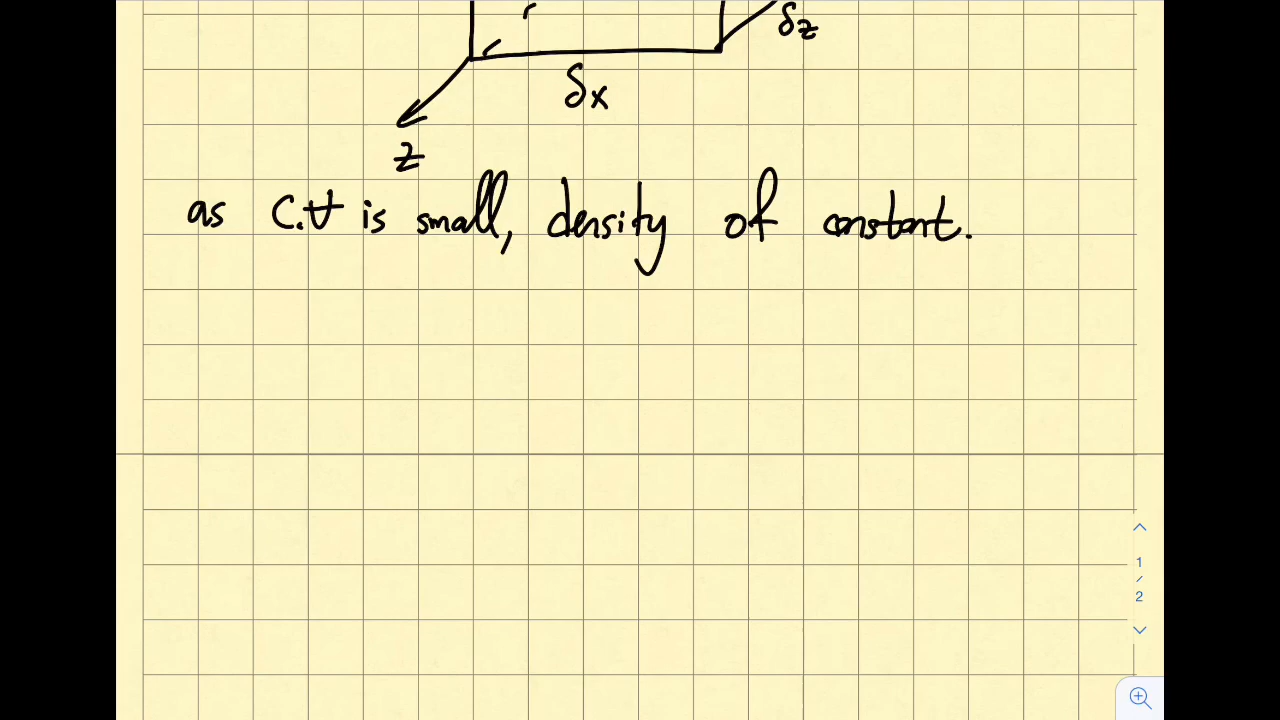 δz
δx
z
as C.V is small, density of constant.
1
/
2